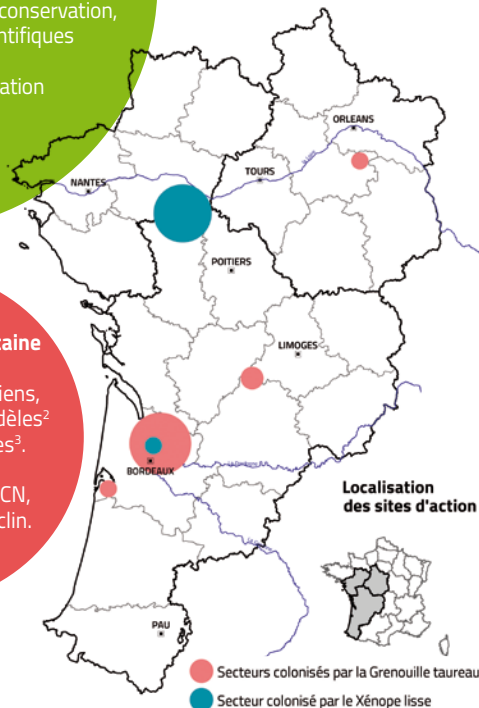 conservation,
ntifiques
ation
ORLEANS
TOURS
NANTES
POITIERS
LIMOGES
taine
iens,
dèles²
es³.
CN,
clin.
BORDEAUX
Localisation
des sites d'action
PAU
Secteurs colonisés par la Grenouille taureau
Secteur colonisé par le Xénope lisse